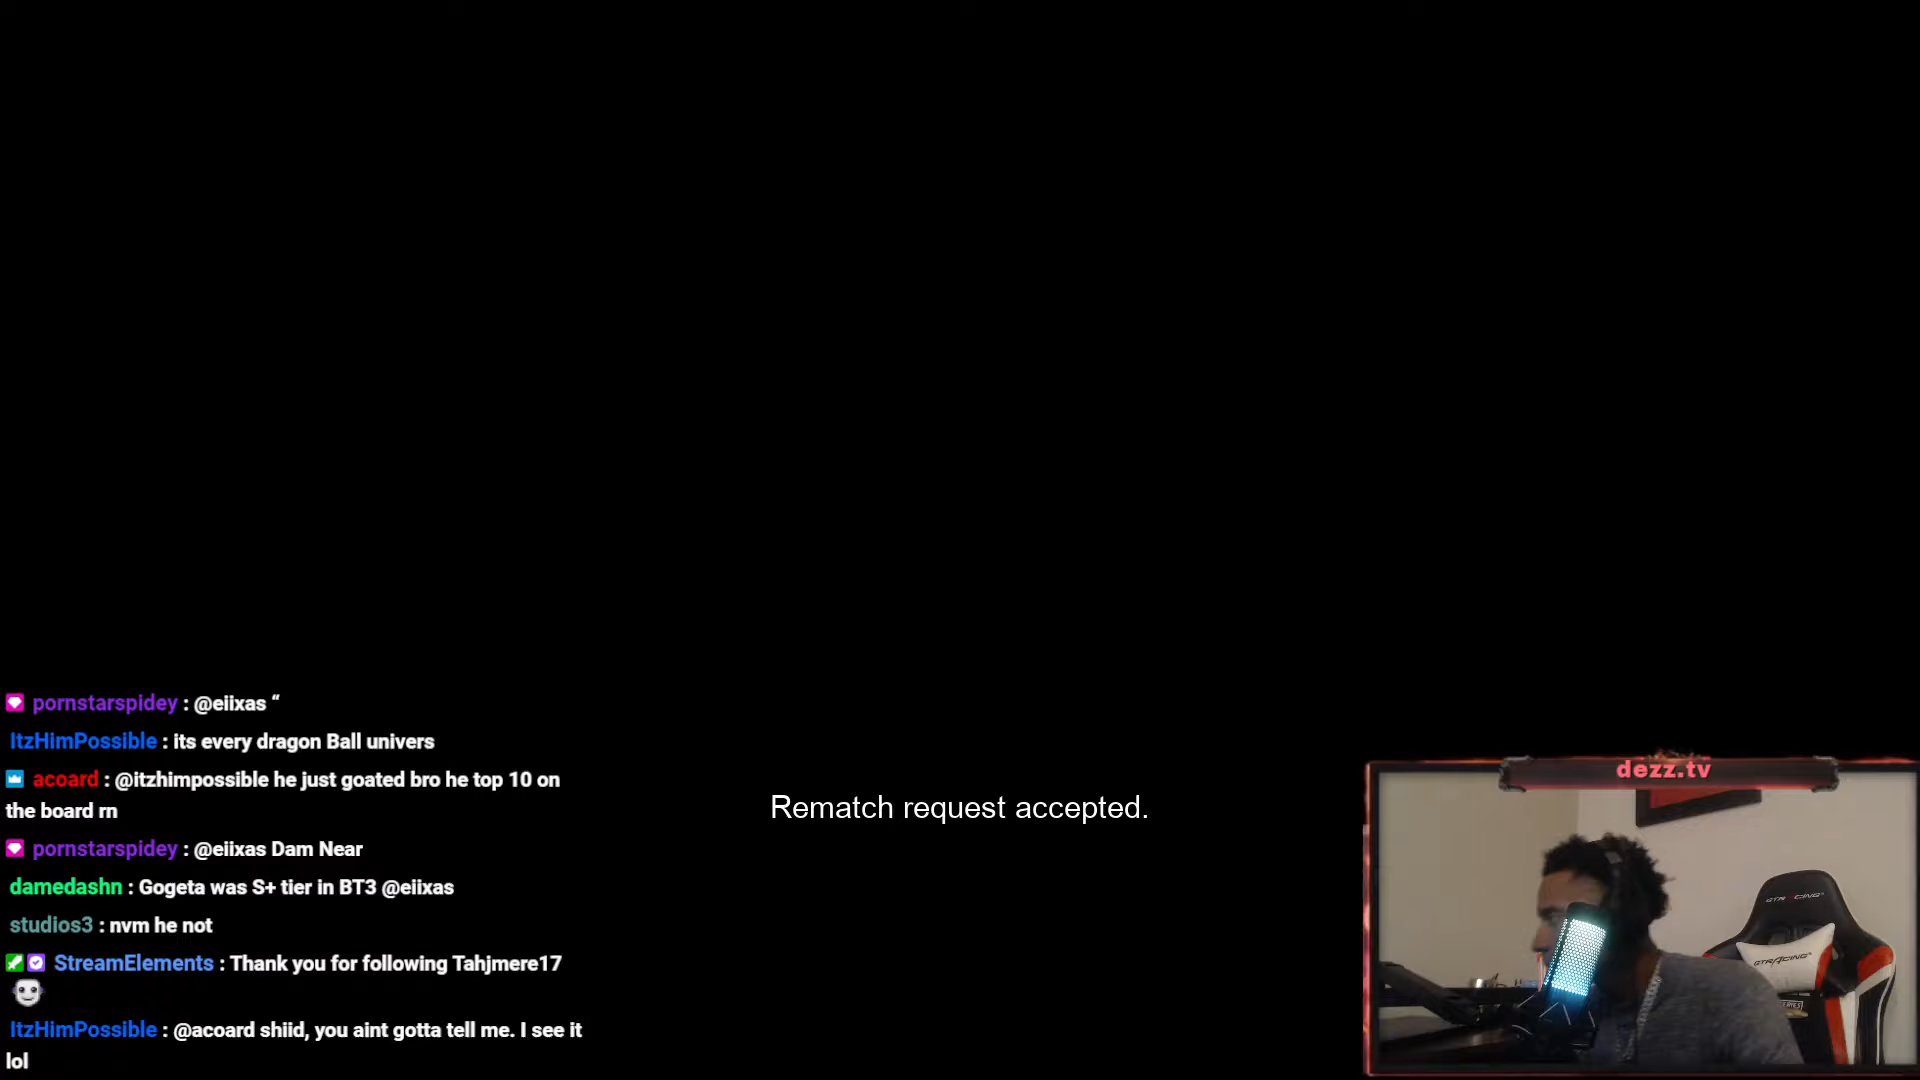 pornstarspidey : @eiixas “
ItzHimPossible : its every dragon Ball univers
acoard : @itzhimpossible he just goated bro he top 10 on
the board rn
pornstarspidey : @eiixas Dam Near
damedashn : Gogeta was S+ tier in BT3 @eiixas
studios3 : nvm he not
StreamElements : Thank you for following Tahjmere17
ItzHimPossible : @acoard shiid, you aint gotta tell me. I see it
lol
Rematch request accepted.
dezz.tv
GTRACING
GTRACING